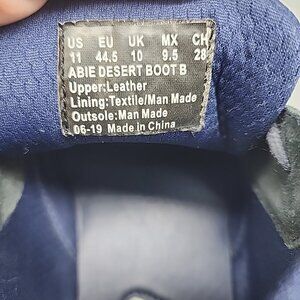 US EU UK MX CH
11 44.5 10 9.5 28
ABIE DESERT BOOT B
Upper:Leather
Lining:Textile/Man Made
Outsole:Man Made
06-19 Made in China